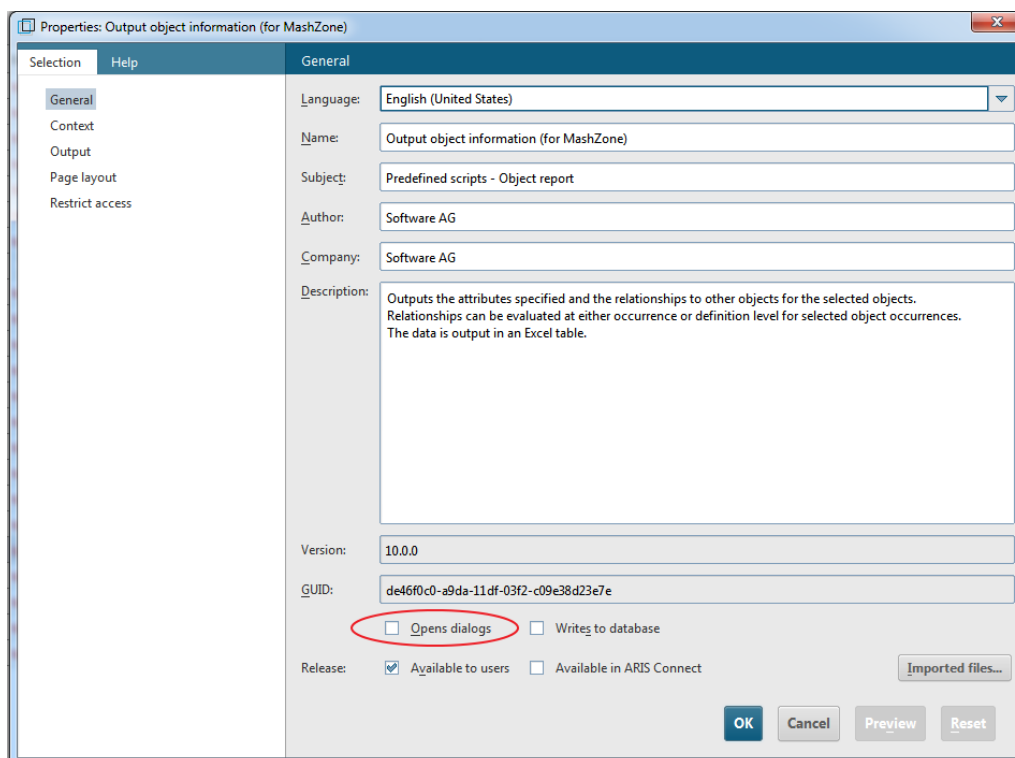 Properties: Output object information (for MashZone)
Selection Help General
General
Context
Output
Page layout
Restrict access
Language: English (United States)
Name: Output object information (for MashZone)
Subject: Predefined scripts - Object report
Author: Software AG
Company: Software AG
Description: Outputs the attributes specified and the relationships to other objects for the selected objects.
Relationships can be evaluated at either occurrence or definition level for selected object occurrences.
The data is output in an Excel table.
Version: 10.0.0
GUID: de46f0c0-a9da-11df-03f2-c09e38d23e7e
Opens dialogs Writes to database
Release: Available to users Available in ARIS Connect Imported files...
OK Cancel Preview Reset